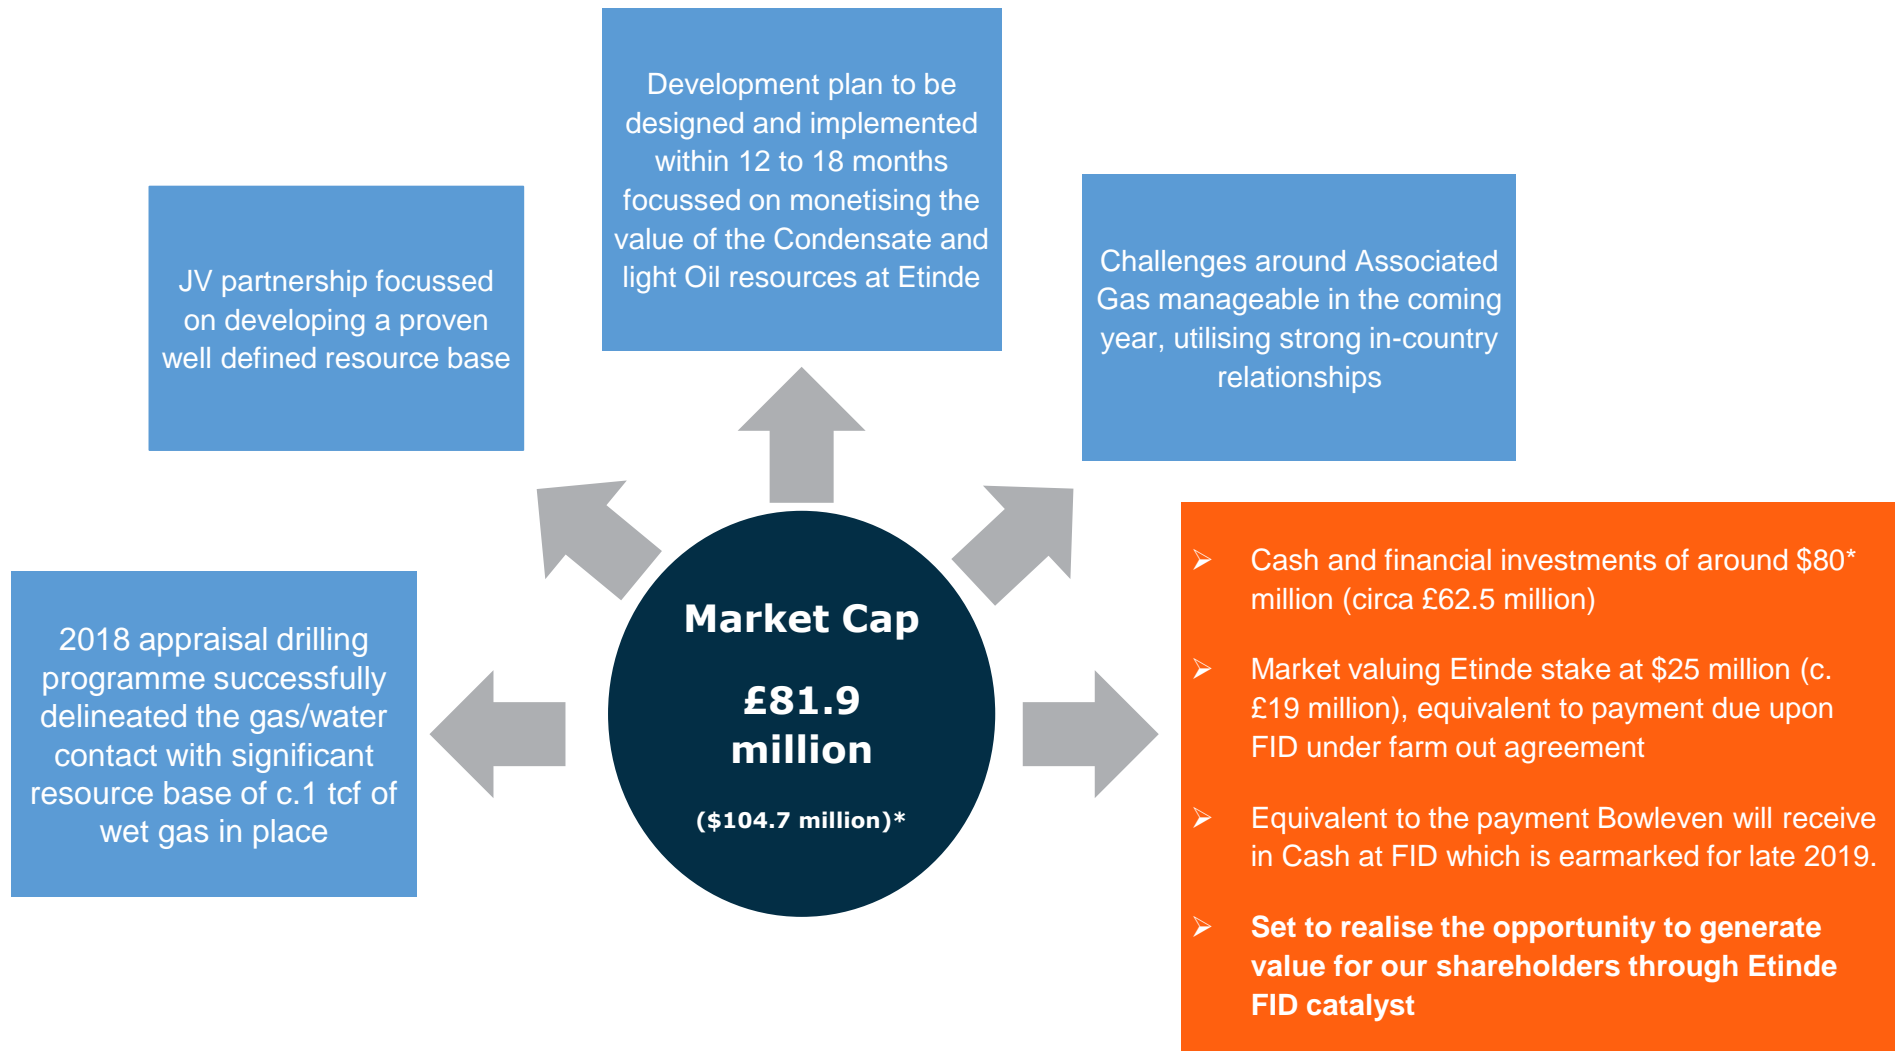 Development plan to be
designed and implemented
within 12 to 18 months
focussed on monetising the
value of the Condensate and
light Oil resources at Etinde
JV partnership focussed
on developing a proven
well defined resource base
Challenges around Associated
Gas manageable in the coming
year, utilising strong in-country
relationships
2018 appraisal drilling
programme successfully
delineated the gas/water
contact with significant
resource base of c.1 tcf of
wet gas in place
Market Cap
£81.9
million
($104.7 million)*
➢ Cash and financial investments of around $80*
million (circa £62.5 million)
➢ Market valuing Etinde stake at $25 million (c.
£19 million), equivalent to payment due upon
FID under farm out agreement
➢ Equivalent to the payment Bowleven will receive
in Cash at FID which is earmarked for late 2019.
➢ Set to realise the opportunity to generate
value for our shareholders through Etinde
FID catalyst